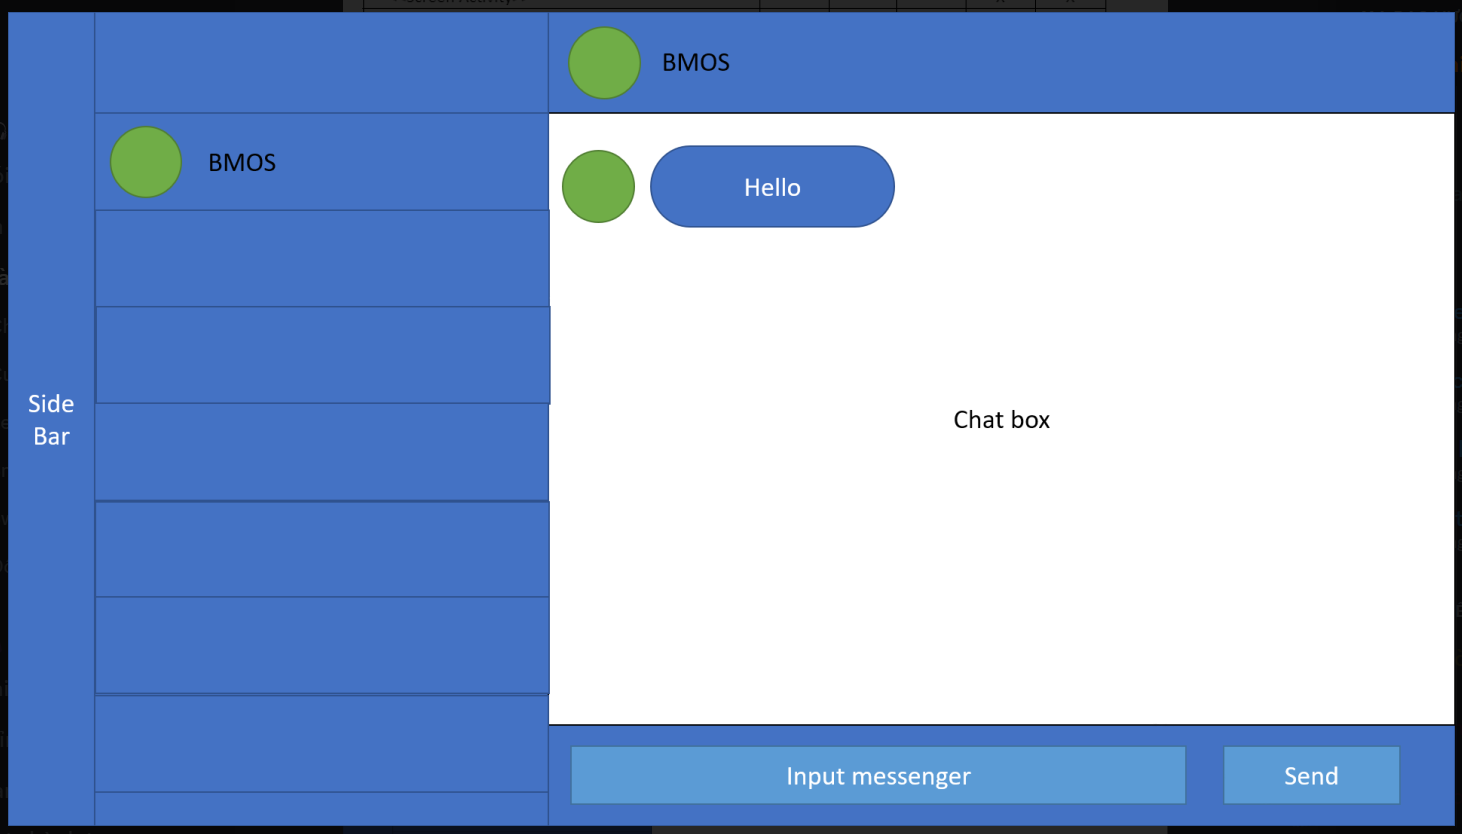 BMOS
BMOS
Hello
Side
Bar
Chat box
Input messenger
Send